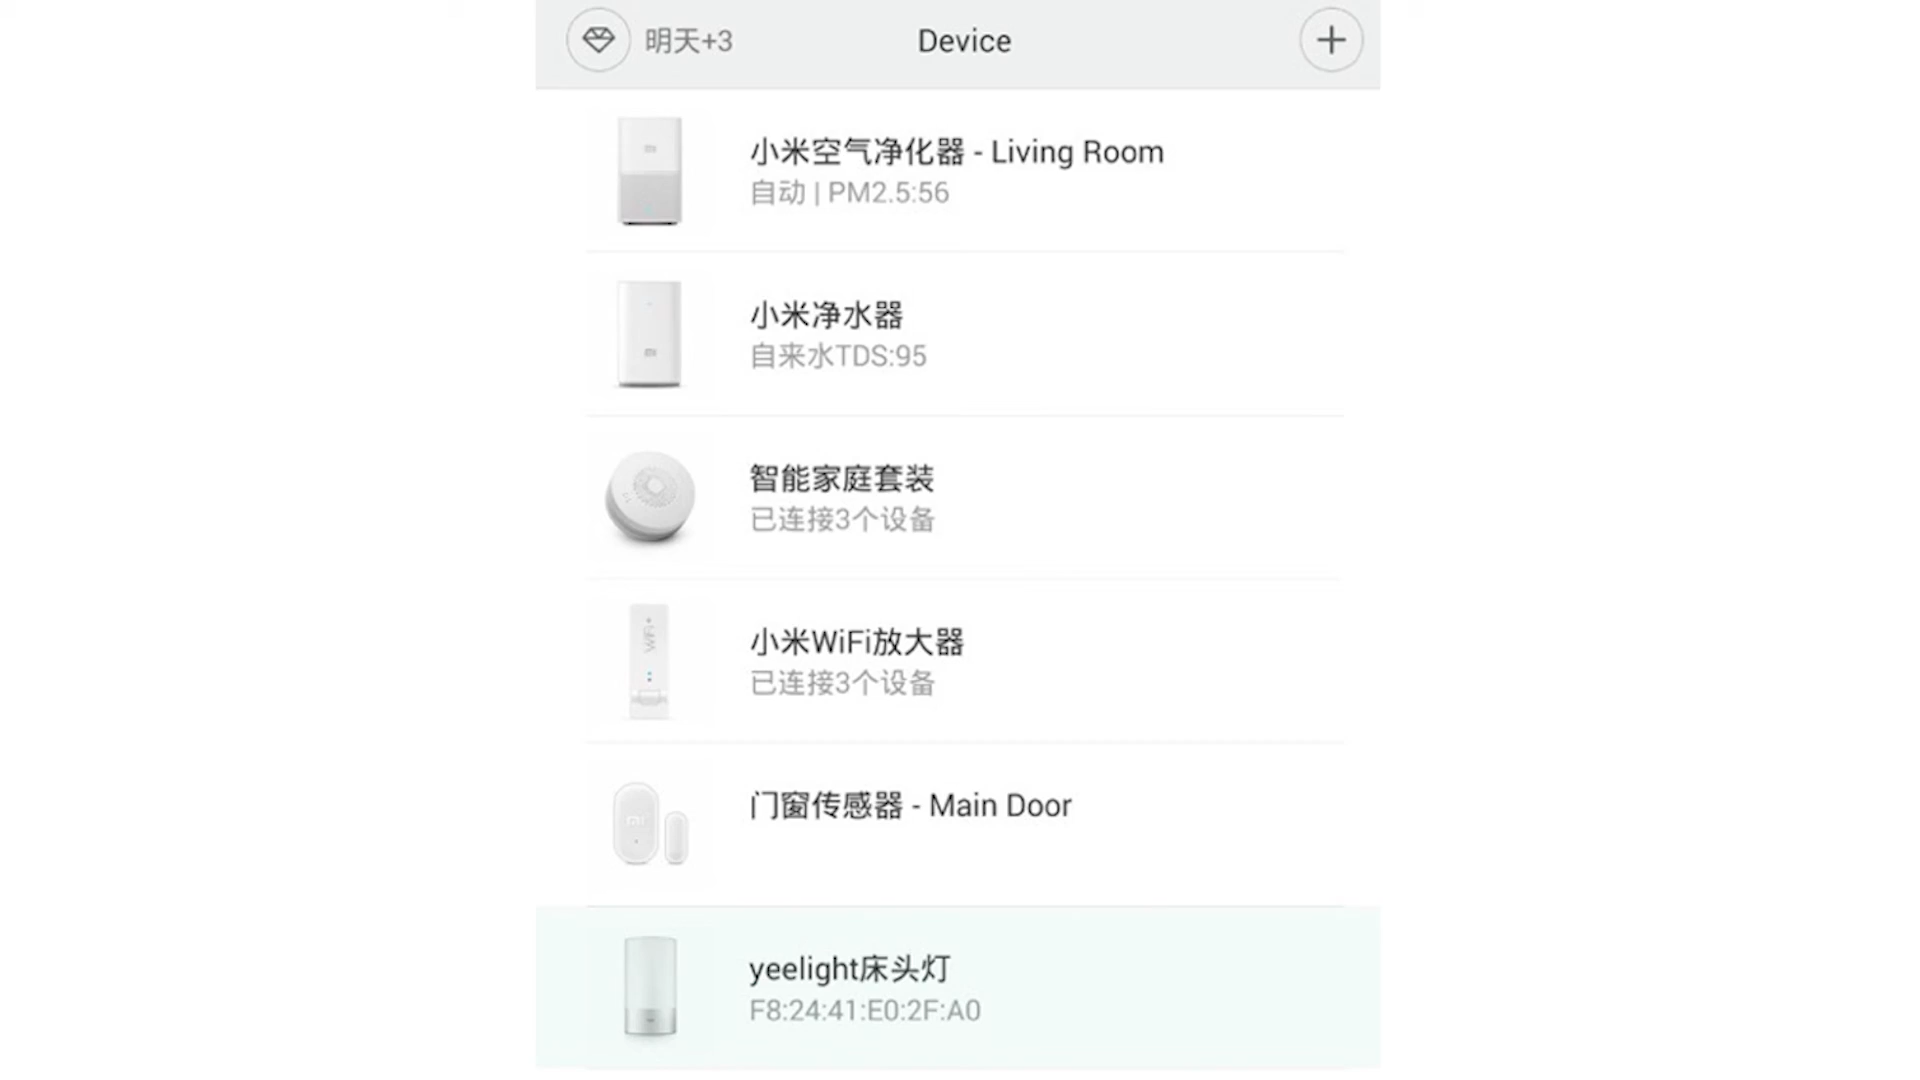 明天+3
Device
小米空气净化器 - Living Room
自动 | PM2.5:56
小米净水器
自来水TDS:95
智能家庭套装
已连接3个设备
WiFi+
小米WiFi放大器
已连接3个设备
门窗传感器 - Main Door
yeelight床头灯
F8:24:41:E0:2F:A0